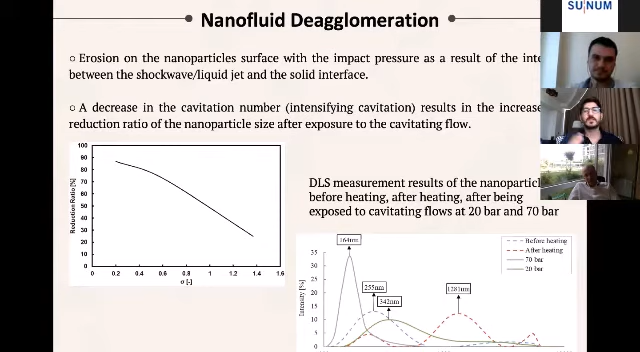 Nanofluid Deagglomeration
SUNUM
○ Erosion on the nanoparticles surface with the impact pressure as a result of the
between the shockwave/liquid jet and the solid interface.
○ A decrease in the cavitation number (intensifying cavitation) results in the increase
reduction ratio of the nanoparticle size after exposure to the cavitating flow.
100
90
80
70
60
50
40
30
20
10
0
Reduction Ratio [%]
0 0.2 0.4 0.6 0.8 1 1.2 1.4 1.6
σ [-]
DLS measurement results of the
before heating, after heating, after being
exposed to cavitating flows at 20 bar and 70 bar
164nm
255nm
342nm
1281nm
Before heating
After heating
70 bar
20 bar
35
30
25
20
15
10
5
0
Intensity [%]